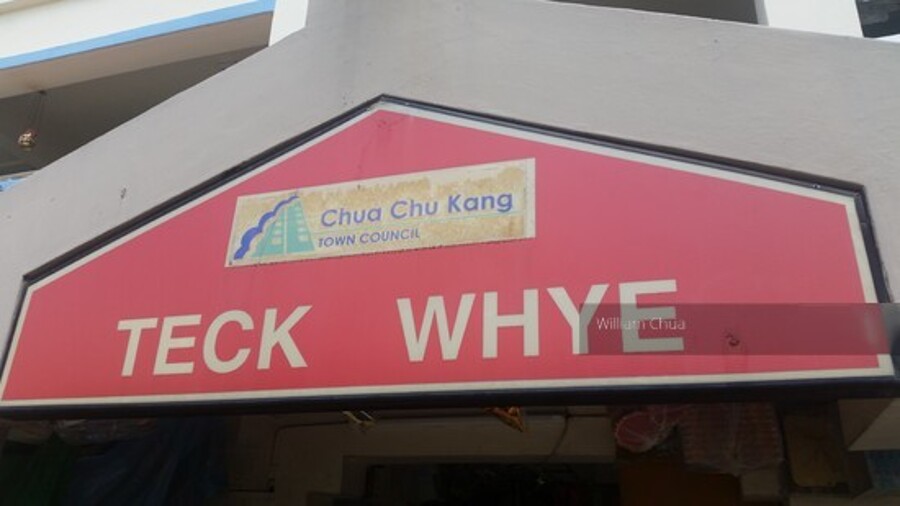 Chua Chu Kang
TOWN COUNCIL
TECK WHYE
William Chua